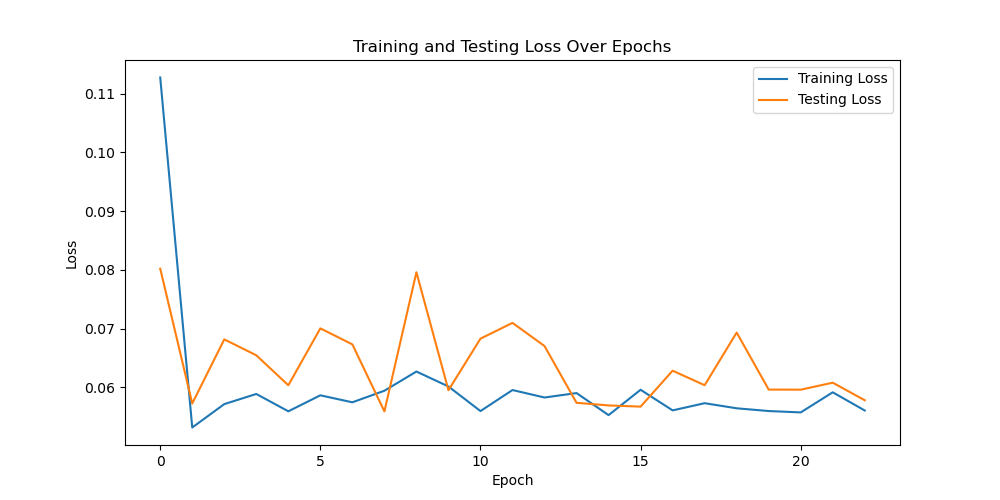 Training and Testing Loss Over Epochs
Training Loss
Testing Loss
0.11
0.10
0.09
0.08
0.07
0.06
Loss
0 5 10 15 20
Epoch